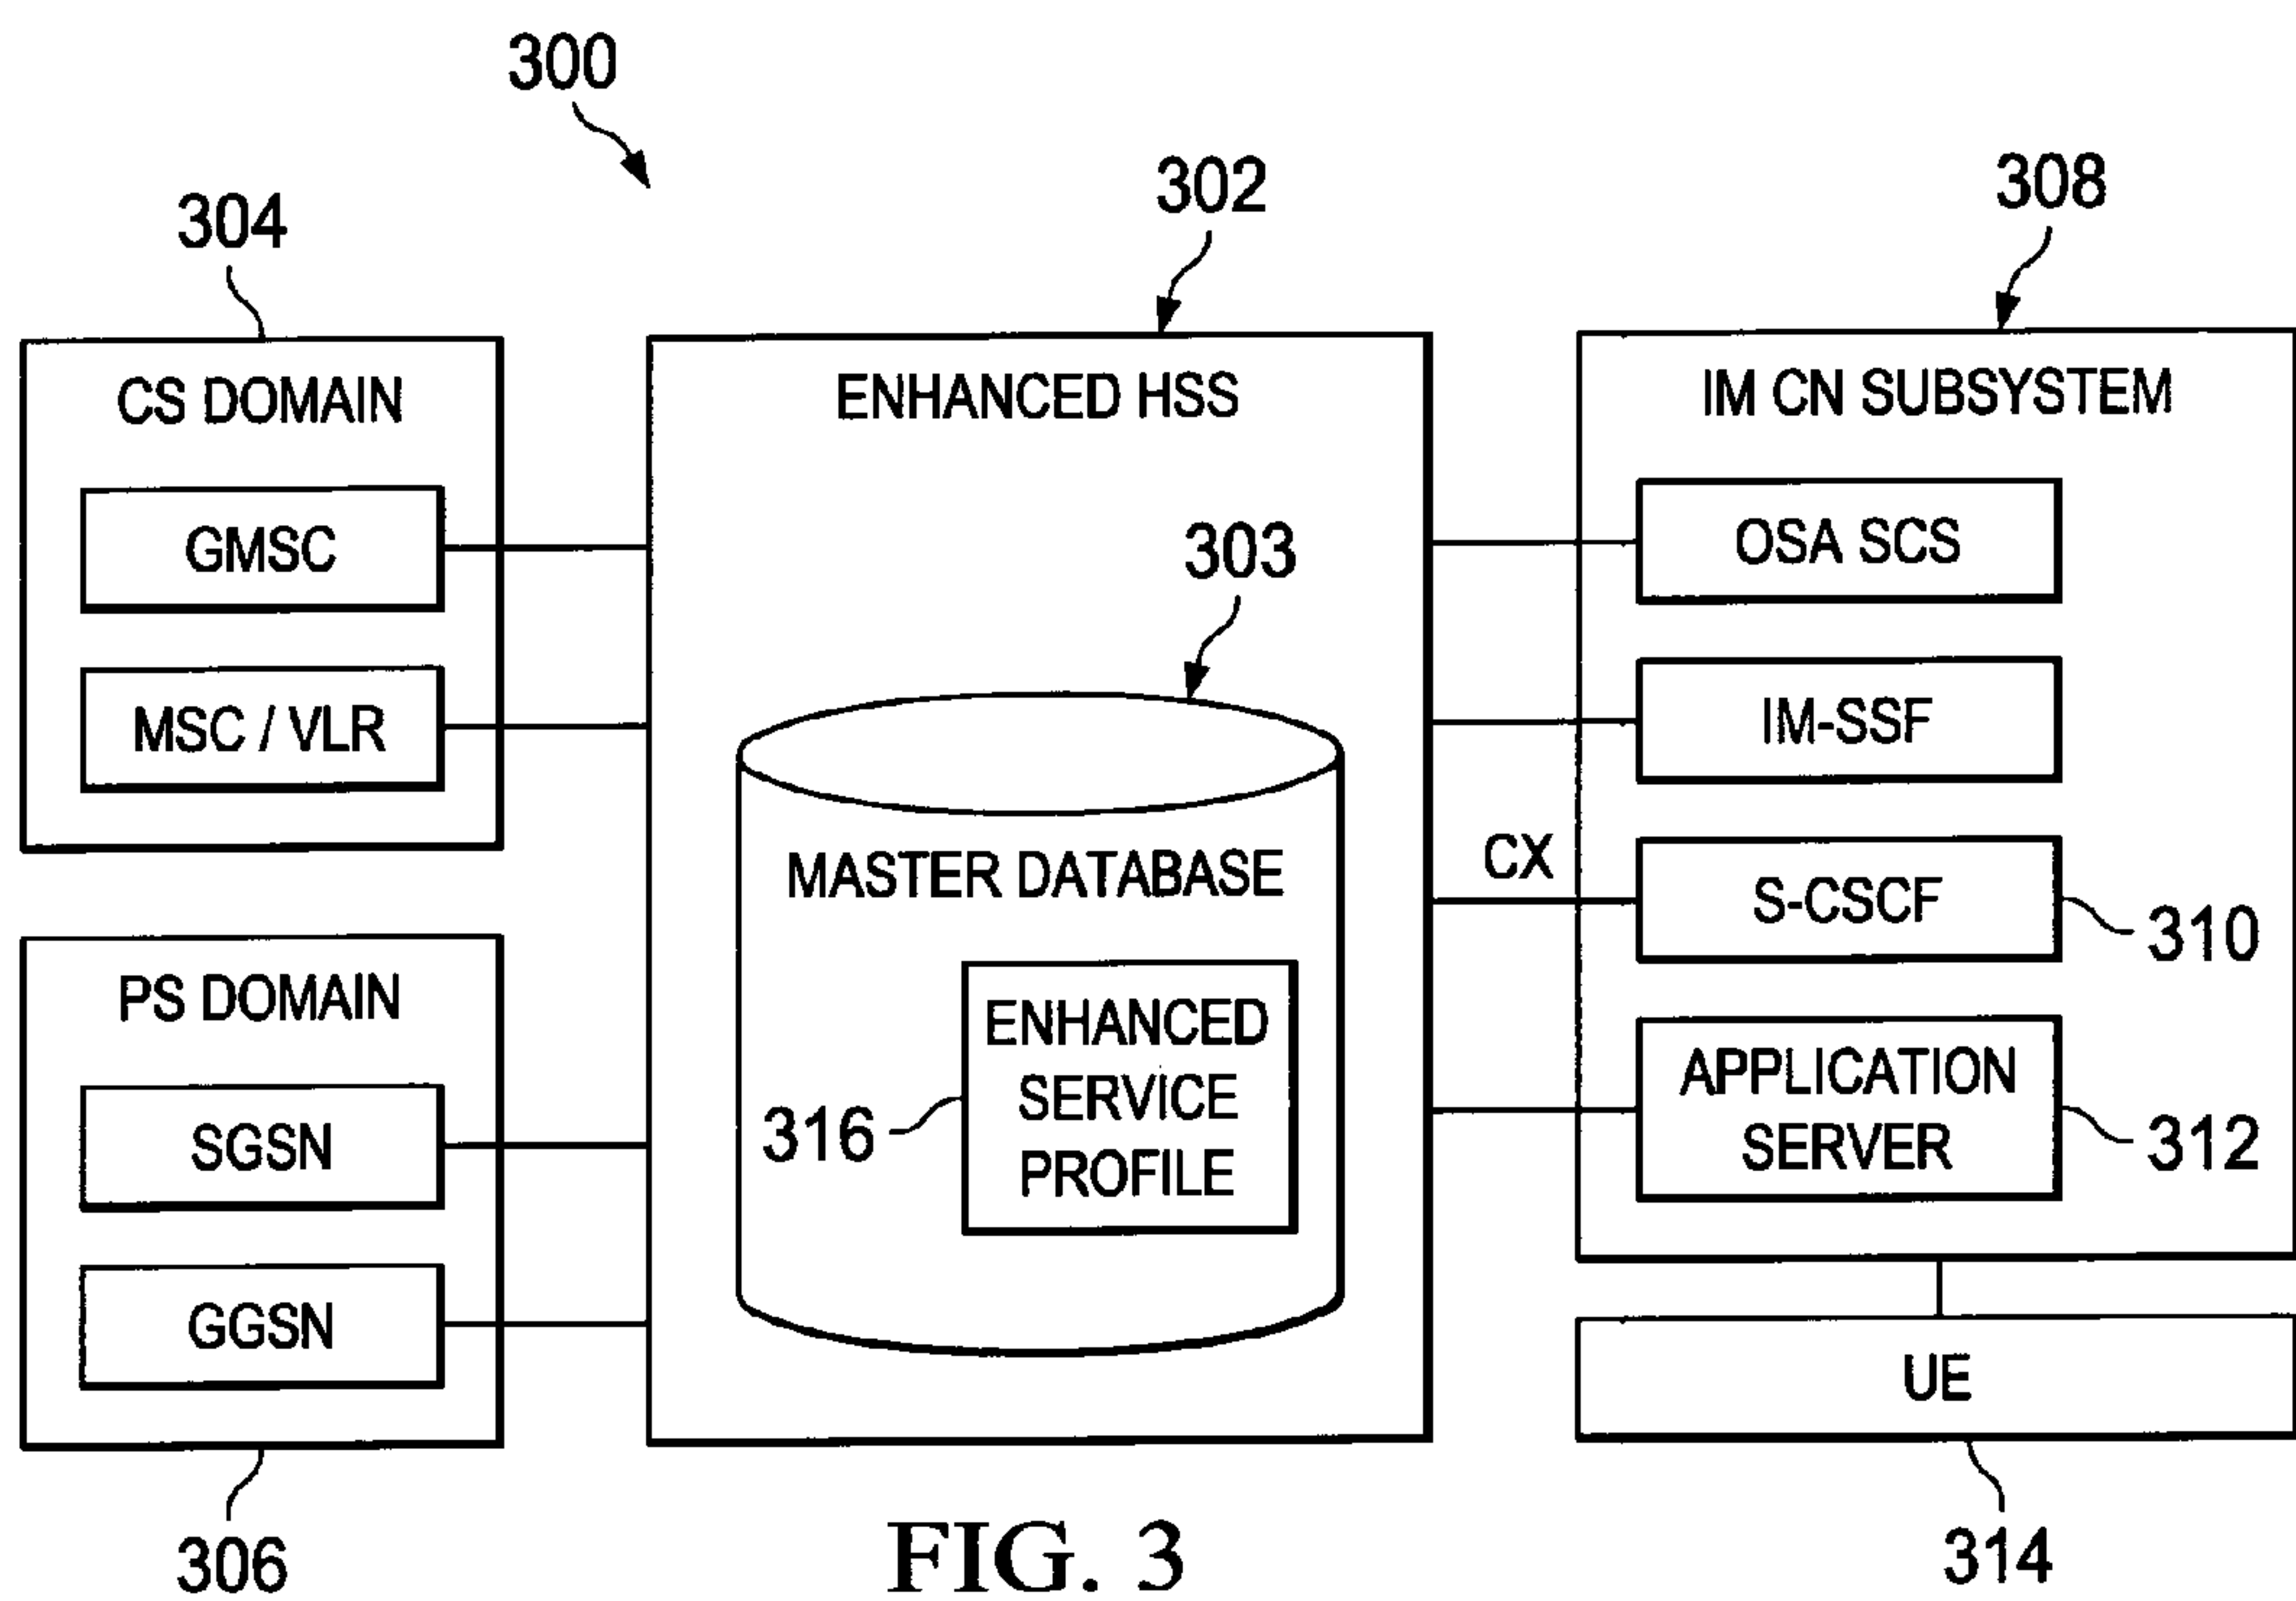 300
304
CS DOMAIN
GMSC
MSC / VLR
PS DOMAIN
SGSN
GGSN
306
302
ENHANCED HSS
303
MASTER DATABASE
ENHANCED
SERVICE
PROFILE
316
308
IM CN SUBSYSTEM
OSA SCS
IM-SSF
CX
S-CSCF
310
APPLICATION
SERVER
312
UE
314
FIG. 3